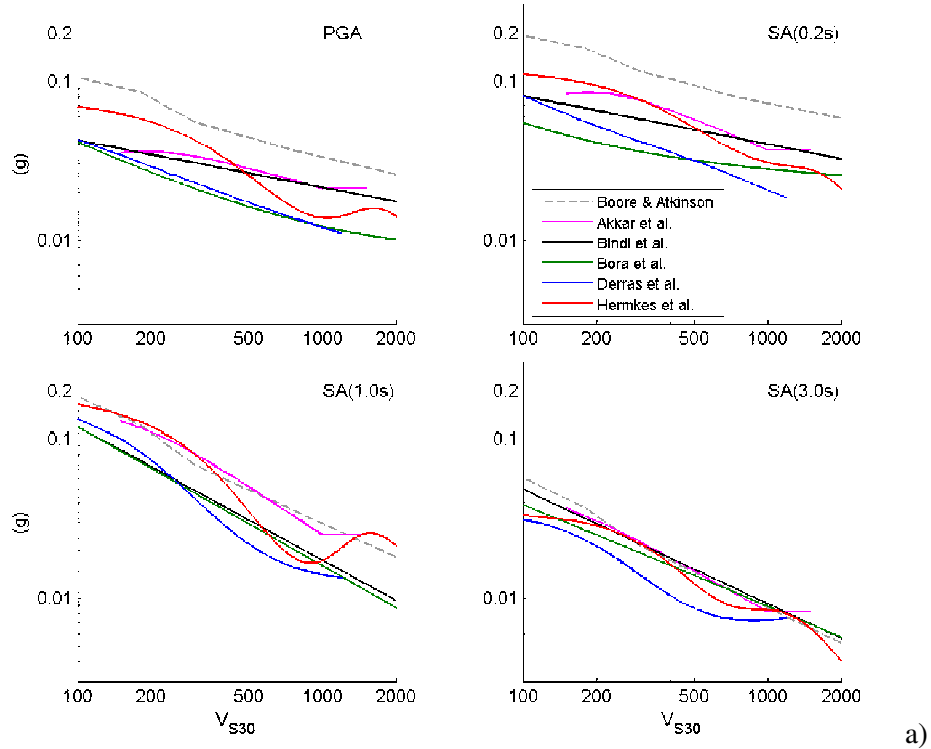 PGA
0.2
0.1
0.01
(g)
100 200 500 1000 2000
SA(0.2s)
0.2
0.1
0.01
Boore & Atkinson
Akkar et al.
Bindi et al.
Bora et al.
Derras et al.
Hermkes et al.
100 200 500 1000 2000
SA(1.0s)
0.2
0.1
0.01
(g)
100 200 500 1000 2000
VS30
SA(3.0s)
0.2
0.1
0.01
100 200 500 1000 2000
VS30
a)